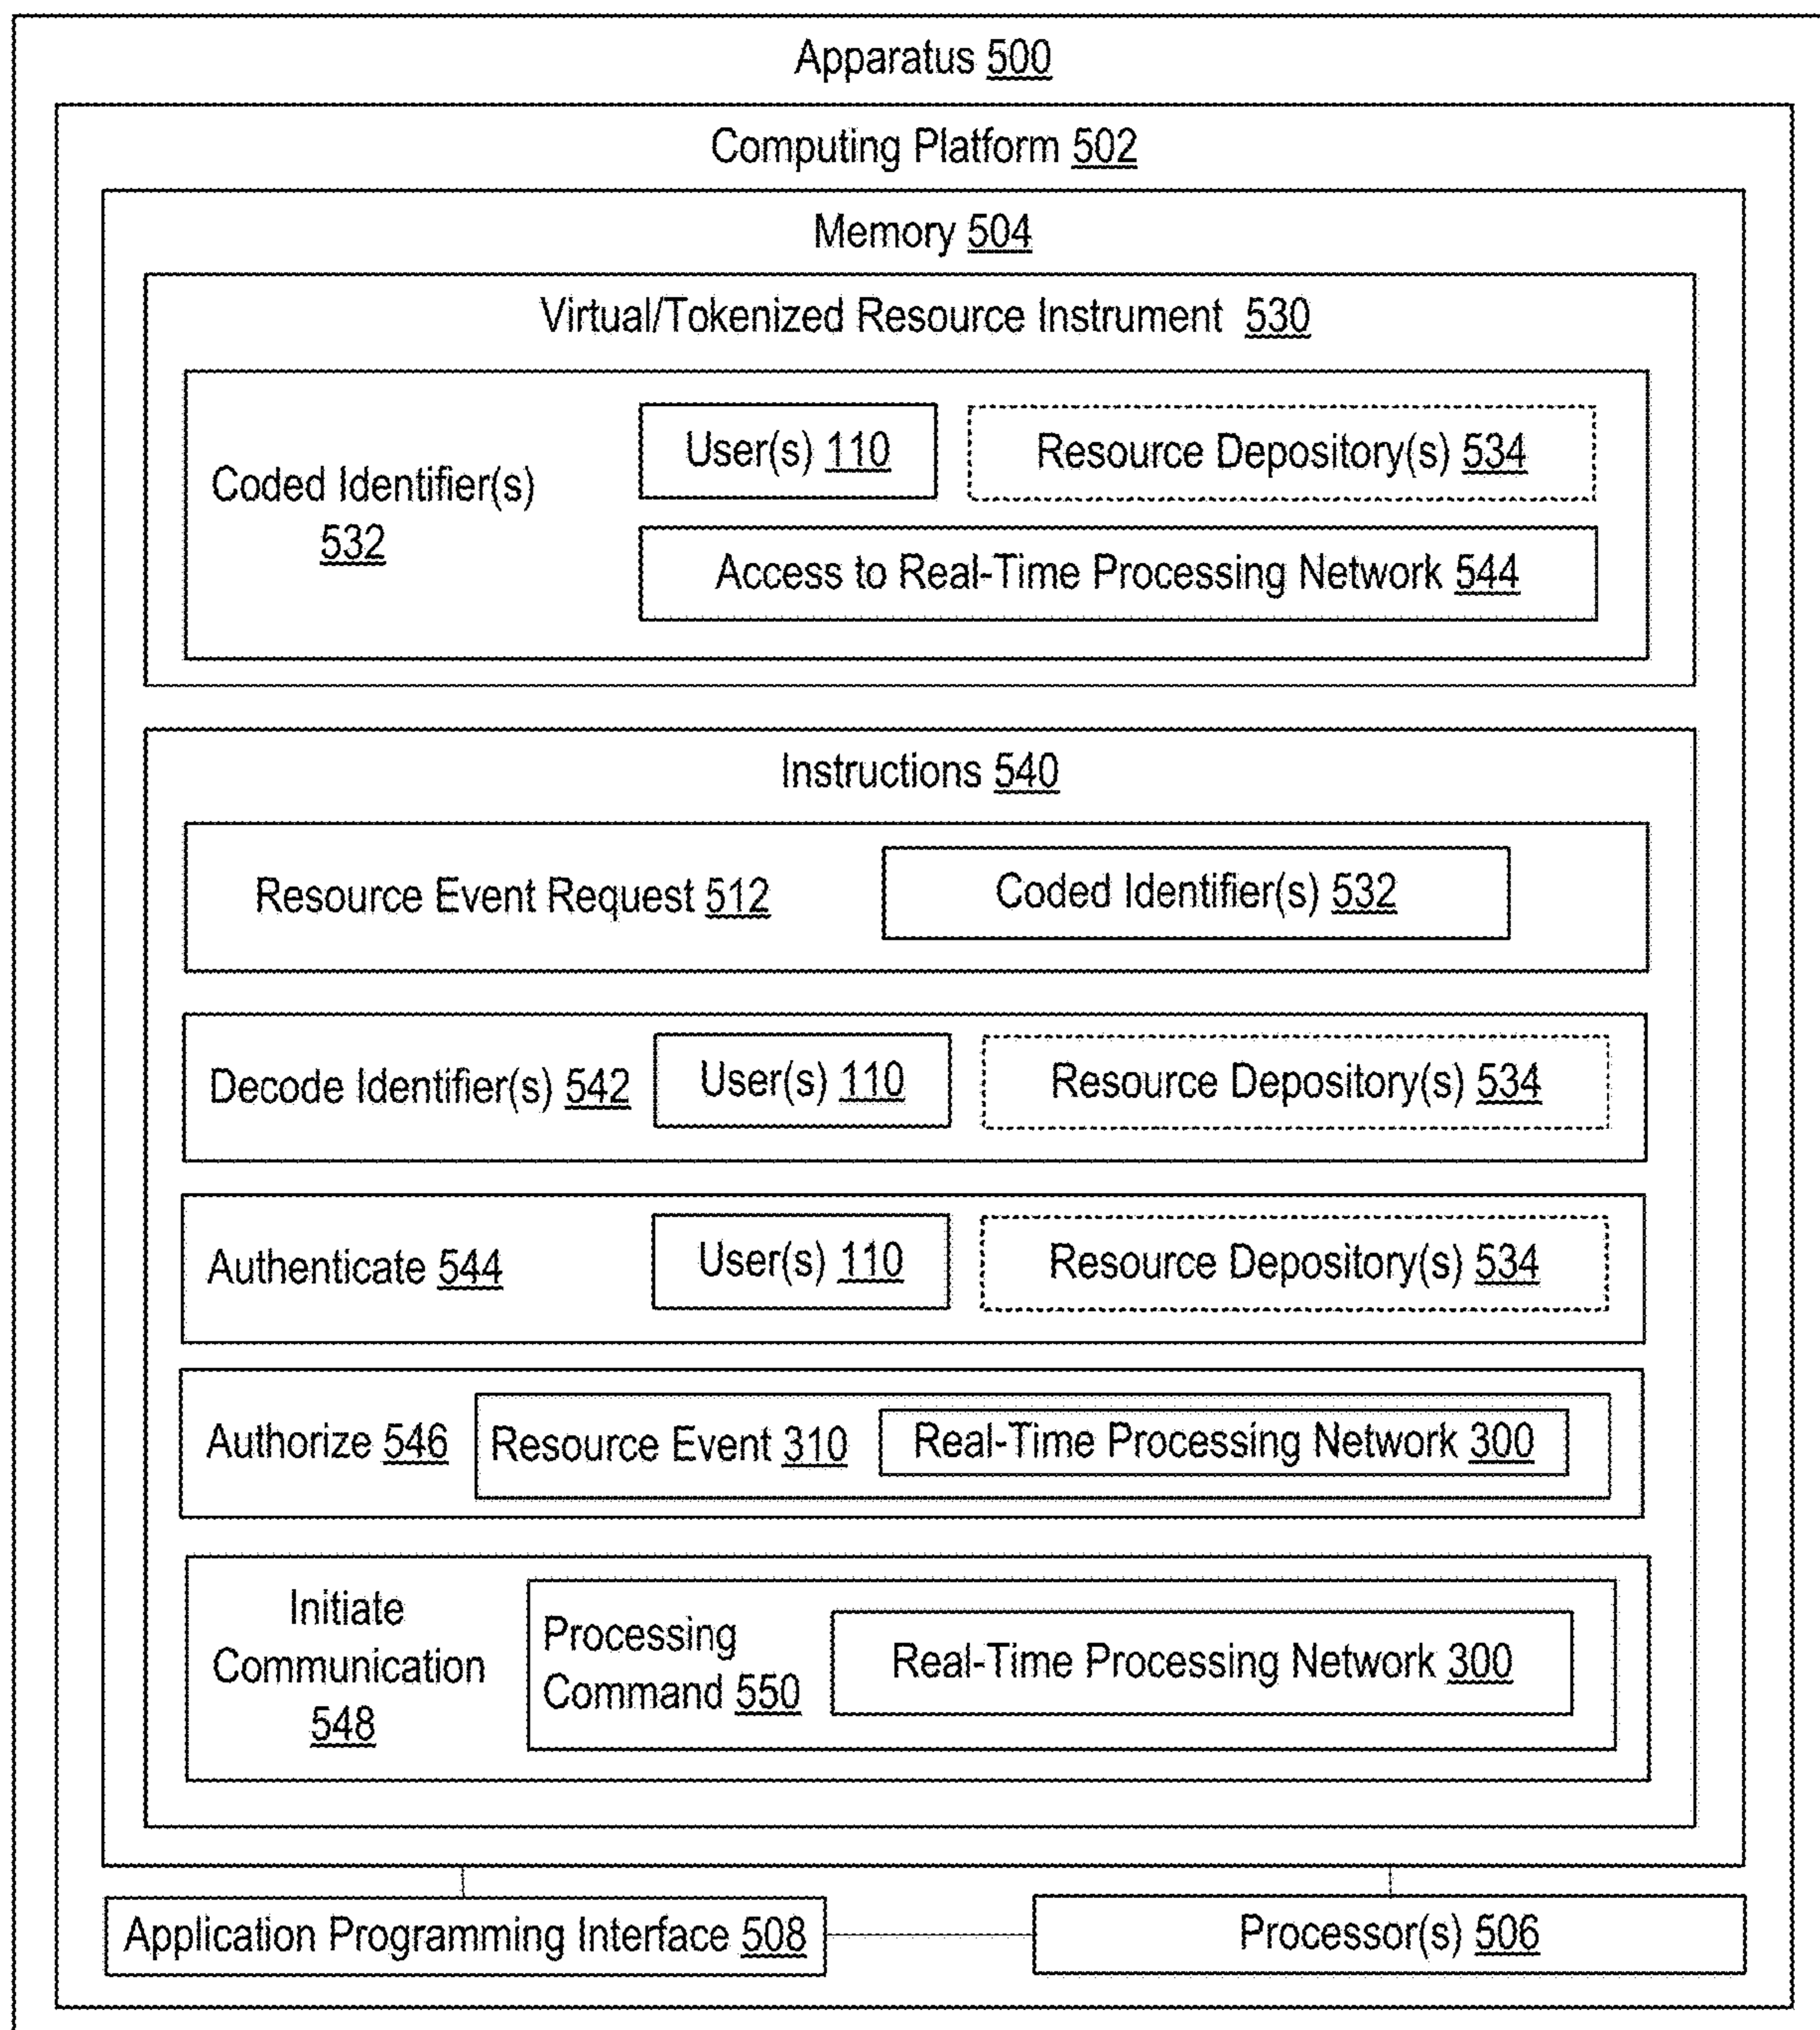 Apparatus 500
Computing Platform 502
Memory 504
Virtual/Tokenized Resource Instrument 530
Coded Identifier(s)
532
User(s) 110
Resource Depository(s) 534
Access to Real-Time Processing Network 544
Instructions 540
Resource Event Request 512
Coded Identifier(s) 532
Decode Identifier(s) 542
User(s) 110
Resource Depository(s) 534
Authenticate 544
User(s) 110
Resource Depository(s) 534
Authorize 546
Resource Event 310
Real-Time Processing Network 300
Initiate
Communication
548
Processing
Command 550
Real-Time Processing Network 300
Application Programming Interface 508
Processor(s) 506